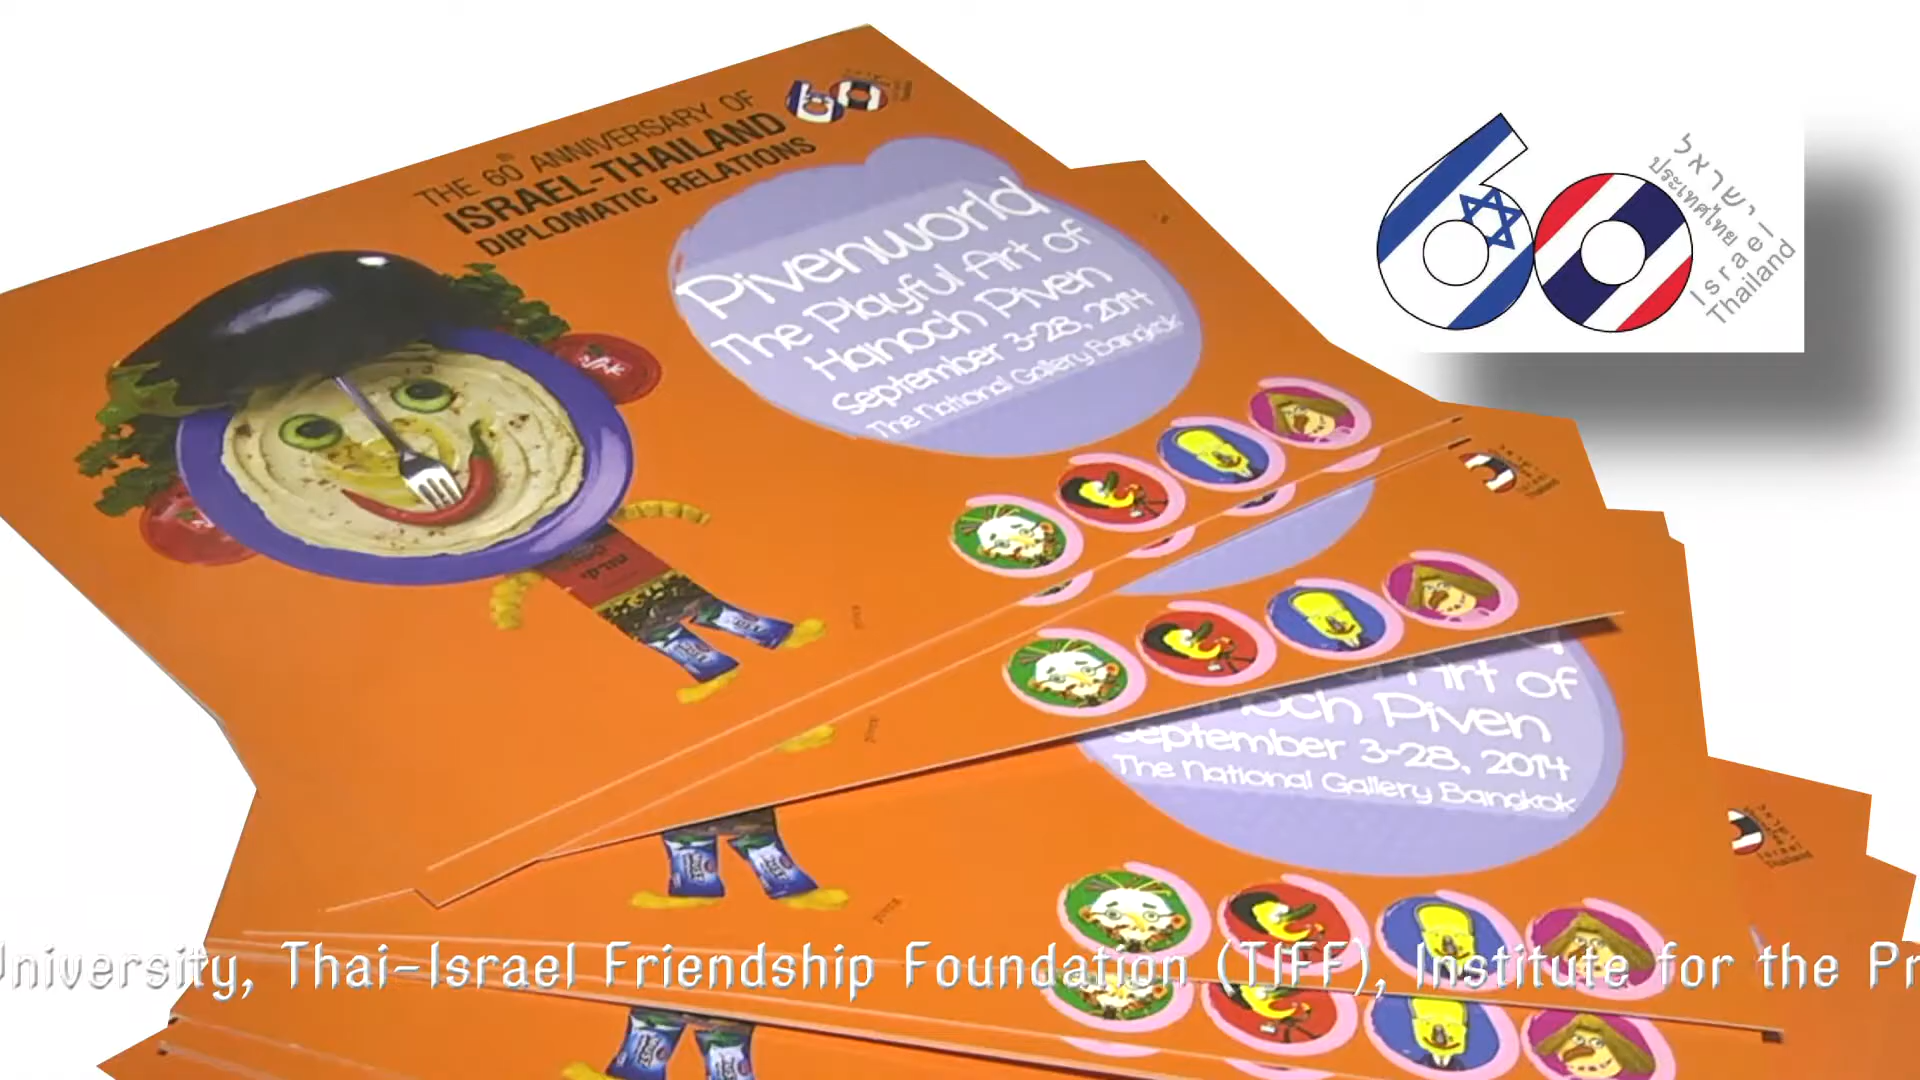 THE 60th ANNIVERSARY OF
ISRAEL-THAILAND
DIPLOMATIC RELATIONS
60
Pivenworld
The Playful Art of
Hanoch Piven
September 3-28, 2014
The National Gallery Bangkok
60
ישראל
ประเทศไทย
Israel
Thailand
Art of
Piven
September 3-28, 2014
The National Gallery Bangkok
Israel
Thailand
University, Thai-Israel Friendship Foundation (TIFF), Institute for the Pr